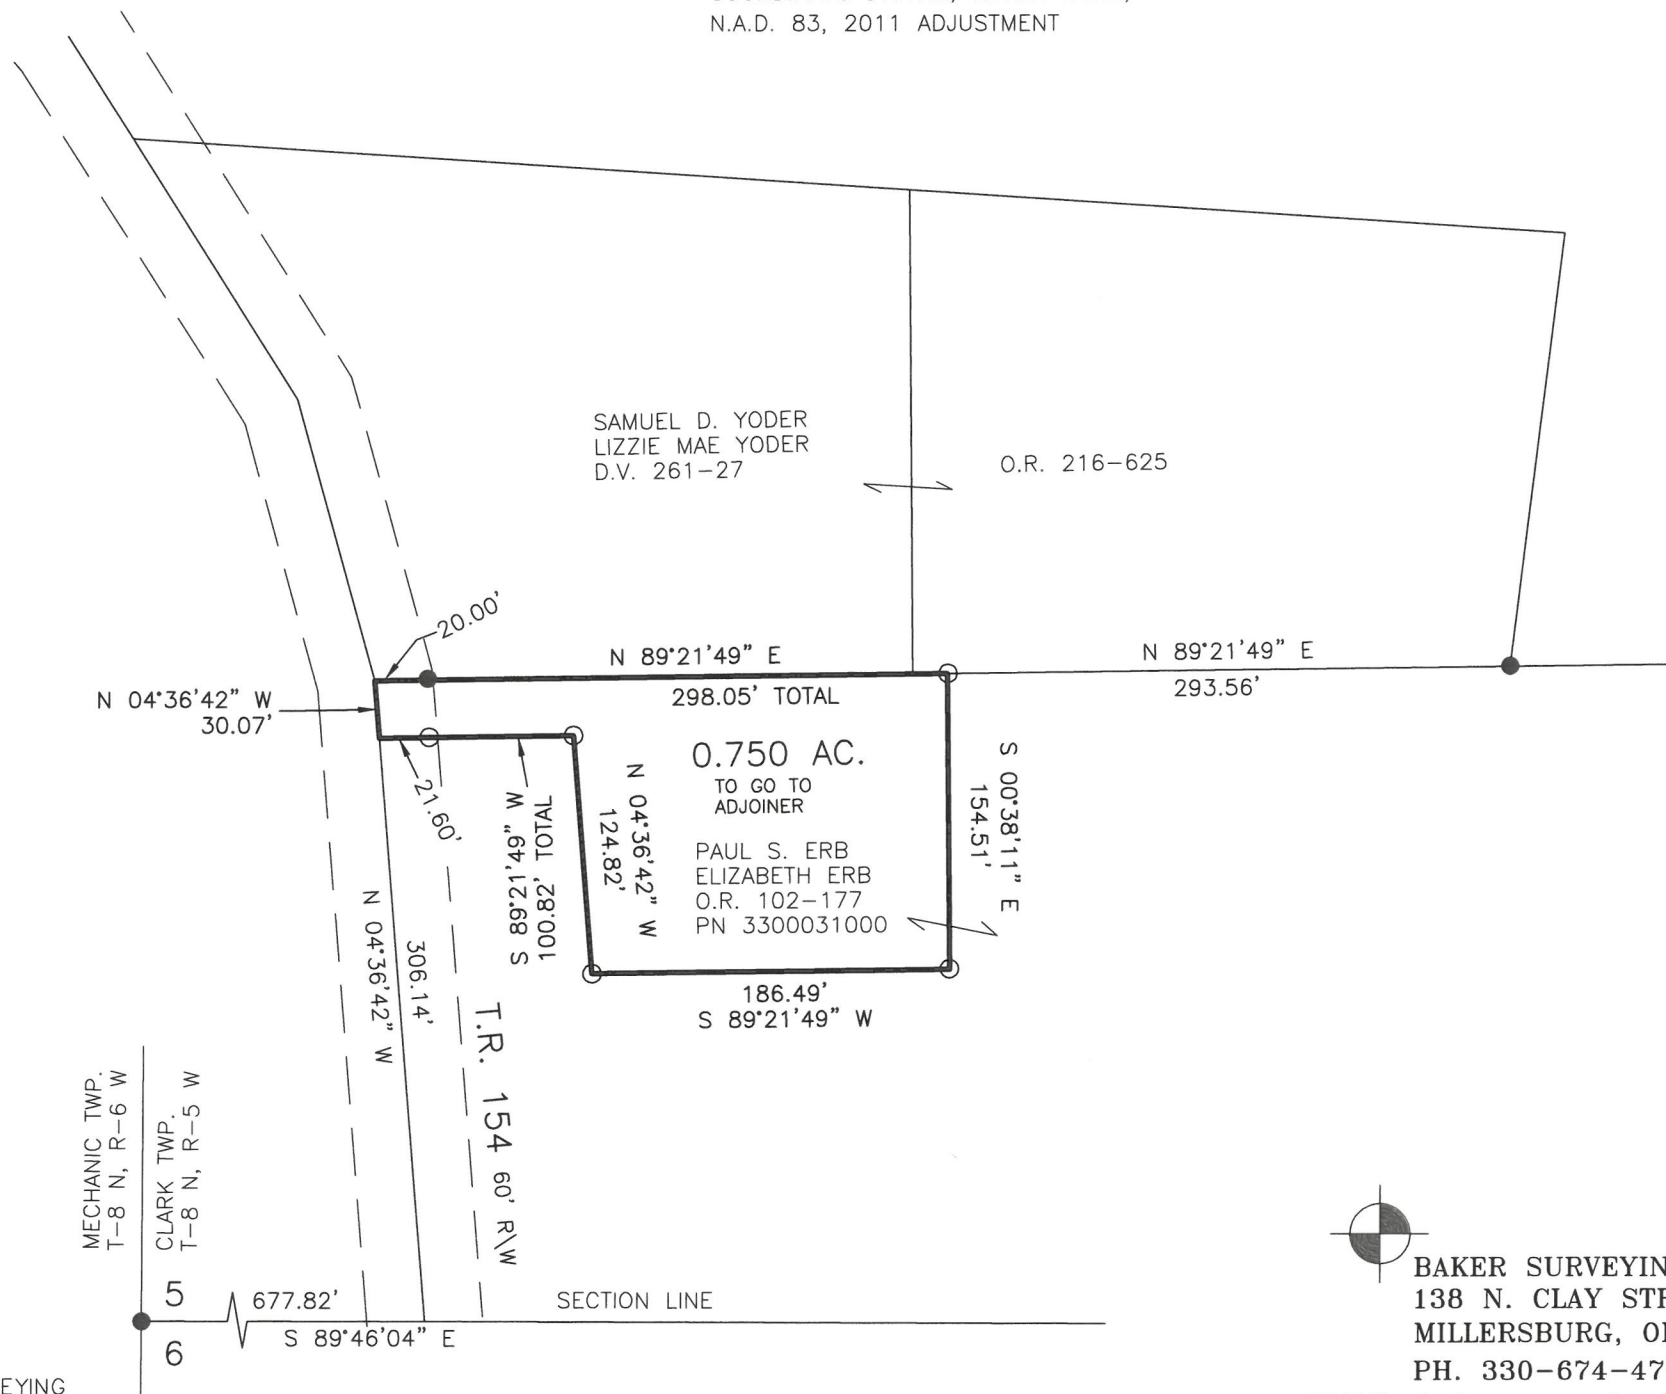 N.A.D. 83, 2011 ADJUSTMENT
SAMUEL D. YODER
LIZZIE MAE YODER
D.V. 261-27
O.R. 216-625
20.00'
N 89°21'49" E
298.05' TOTAL
N 89°21'49" E
293.56'
N 04°36'42" W
30.07'
0.750 AC.
TO GO TO
ADJOINER
PAUL S. ERB
ELIZABETH ERB
O.R. 102-177
PN 3300031000
S 00°38'11" E
154.51'
N 04°36'42" W
124.82'
21.60'
100.82' TOTAL
S 89°21'49" W
186.49'
S 89°21'49" W
N 04°36'42" W
306.14'
T.R. 154 60' R\W
MECHANIC TWP.
T-8 N, R-6 W
CLARK TWP.
T-8 N, R-5 W
5
6
677.82'
S 89°46'04" E
SECTION LINE
BAKER SURVEYIN
138 N. CLAY
MILLERSBURG,
PH. 330-674-47
EYING